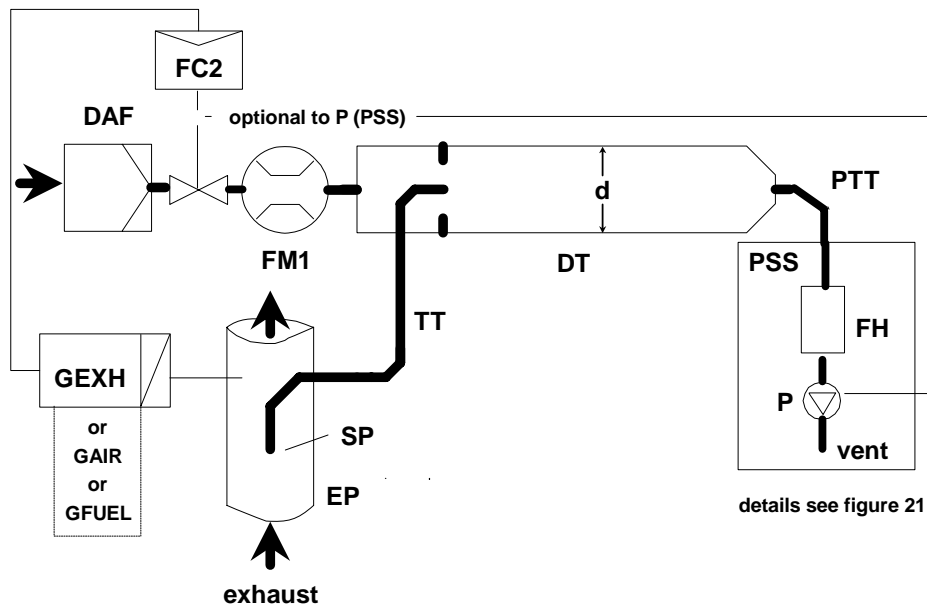 FC2
DAF
optional to P (PSS)
d
PTT
FM1
DT
PSS
TT
FH
GEXH
P
or
GAIR
or
GFUEL
SP
vent
EP
details see figure 21
exhaust